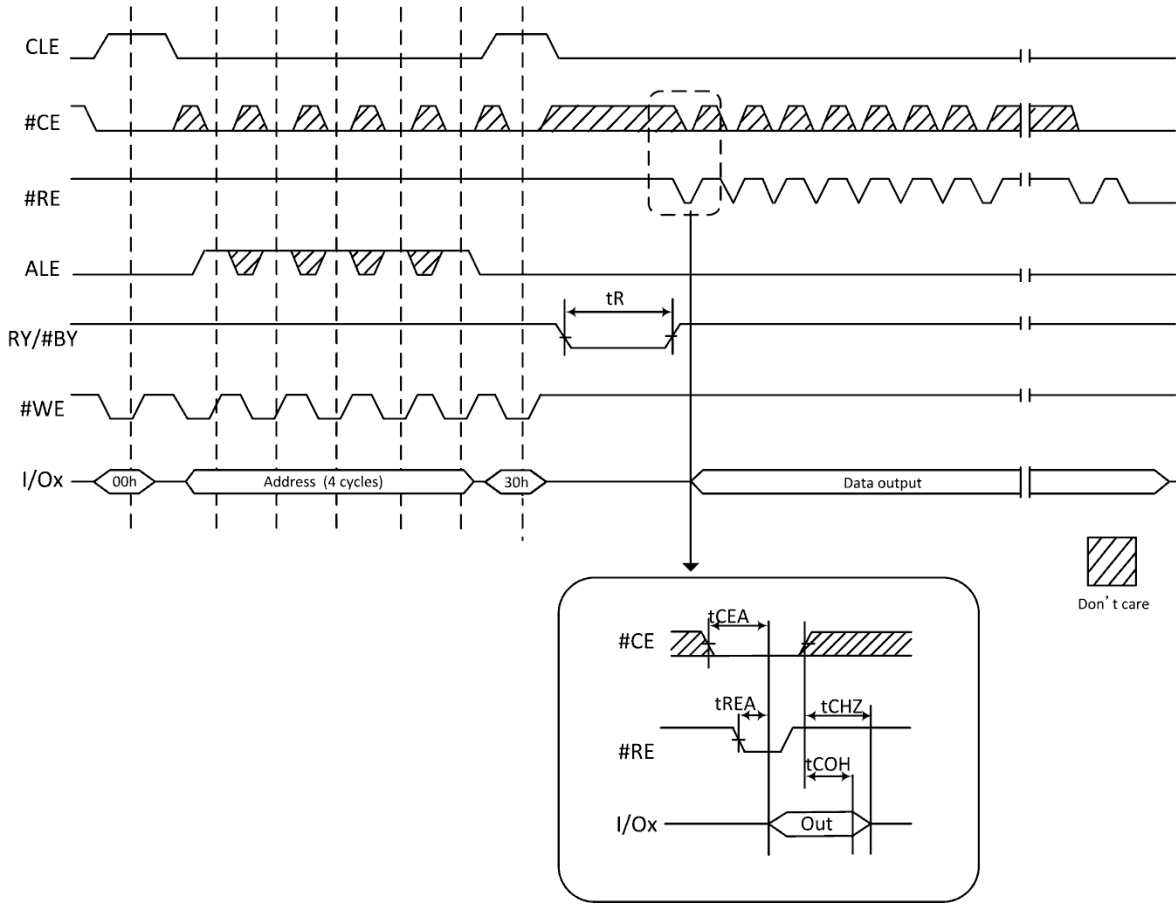 CLE
#CE
#RE
ALE
tR
RY/#BY
#WE
I/Ox
00h
Address (4 cycles)
30h
Data output
Don't care
tCEA
#CE
tREA
tCHZ
#RE
tCOH
I/Ox
Out